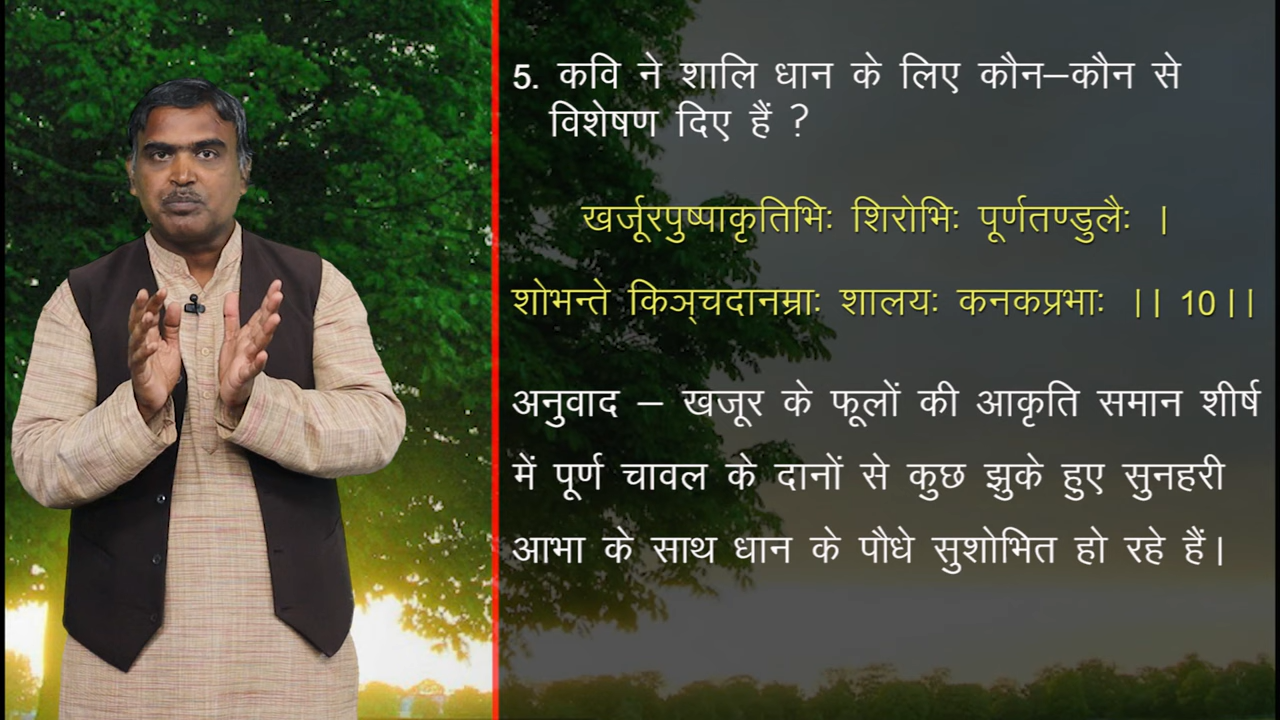 5. कवि ने शालि धान के लिए कौन–कौन से
विशेषण दिए हैं ?
खर्जूरपुष्पाकृतिभिः शिरोभिः पूर्णतण्डुलैः ।
शोभन्ते किञ्चदानम्राः शालयः कनकप्रभाः ।। 10।।
अनुवाद – खजूर के फूलों की आकृति समान शीर्ष
में पूर्ण चावल के दानों से कुछ झुके हुए सुनहरी
आभा के साथ धान के पौधे सुशोभित हो रहे हैं।